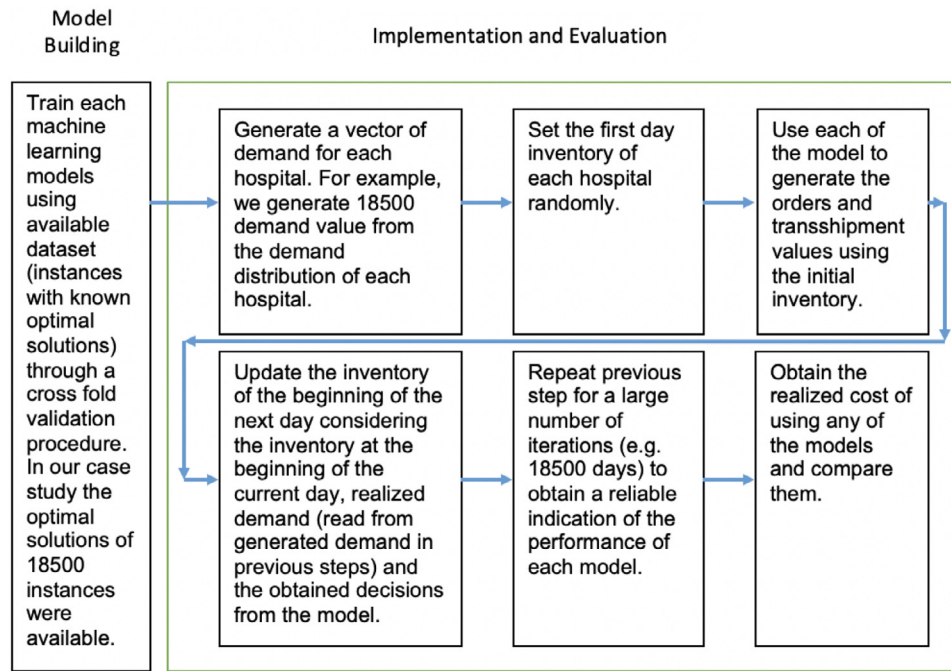 Model
Building
Implementation and Evaluation
Train each
machine
learning
models
using
available
dataset
(instances
with known
optimal
solutions)
through a
cross fold
validation
procedure.
In our case
study the
optimal
solutions of
18500
instances
were
available.
Generate a vector of
demand for each
hospital. For example,
we generate 18500
demand value from
the demand
distribution of each
hospital.
Set the first day
inventory of
each hospital
randomly.
Use each of
the model to
generate the
orders and
transshipment
values using
the initial
inventory.
Update the inventory
of the beginning of the
next day considering
the inventory at the
beginning of the
current day, realized
demand (read from
generated demand in
previous steps) and
the obtained decisions
from the model.
Repeat previous
step for a large
number of
iterations (e.g.
18500 days) to
obtain a reliable
indication of the
performance of
each model.
Obtain the
realized cost of
using any of
the models
and compare
them.